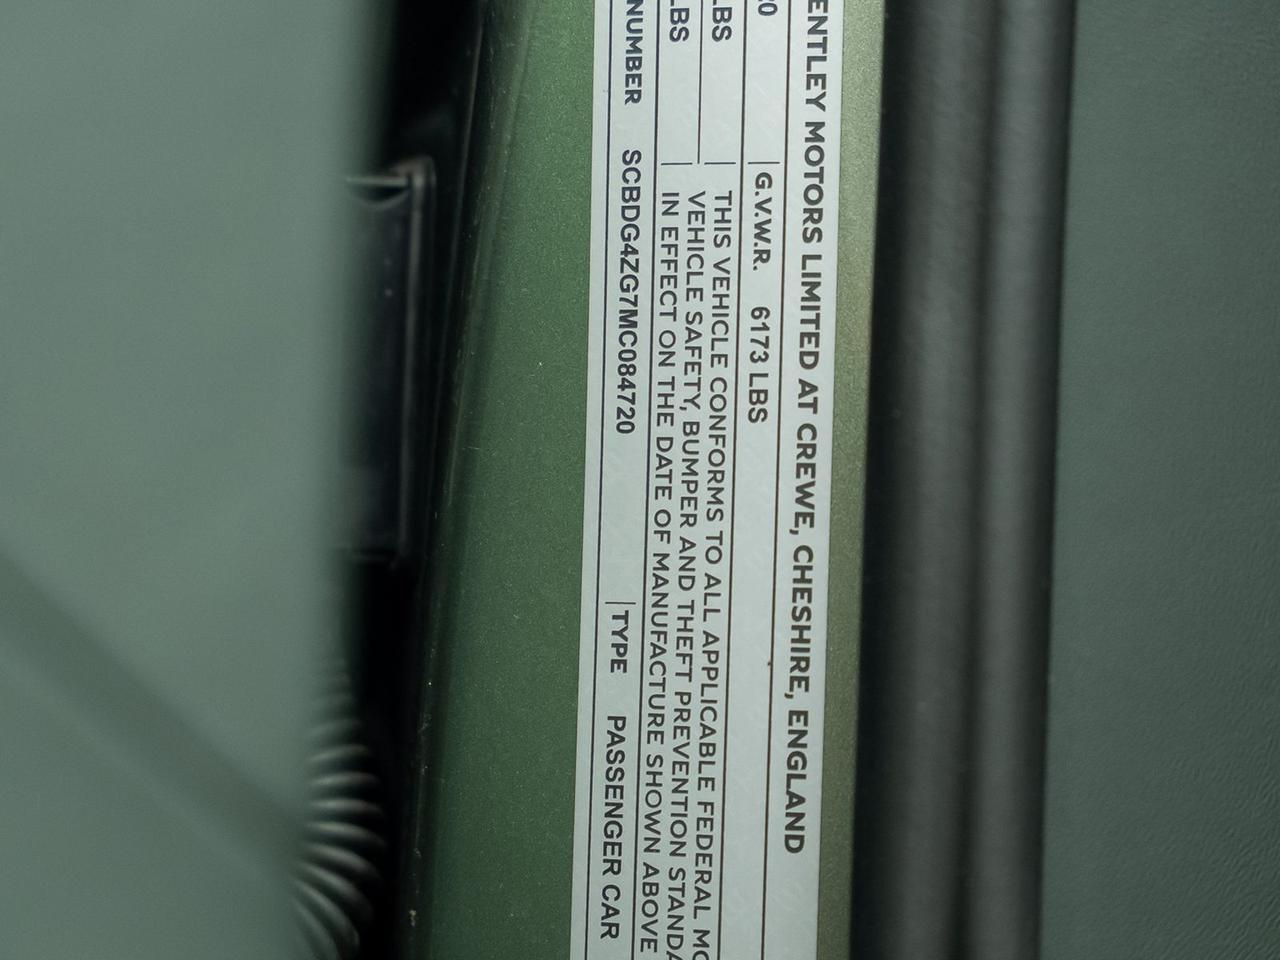 ENTLEY MOTORS LIMITED AT CREWE, CHESHIRE, ENGLAND
20 G.V.W.R. 6173 LBS
LBS THIS VEHICLE CONFORMS TO ALL APPLICABLE FEDERAL MO
VEHICLE SAFETY, BUMPER AND THEFT PREVENTION STANDA
LBS IN EFFECT ON THE DATE OF MANUFACTURE SHOWN ABOVE
NUMBER SCBDG4ZG7MC084720 TYPE PASSENGER CAR